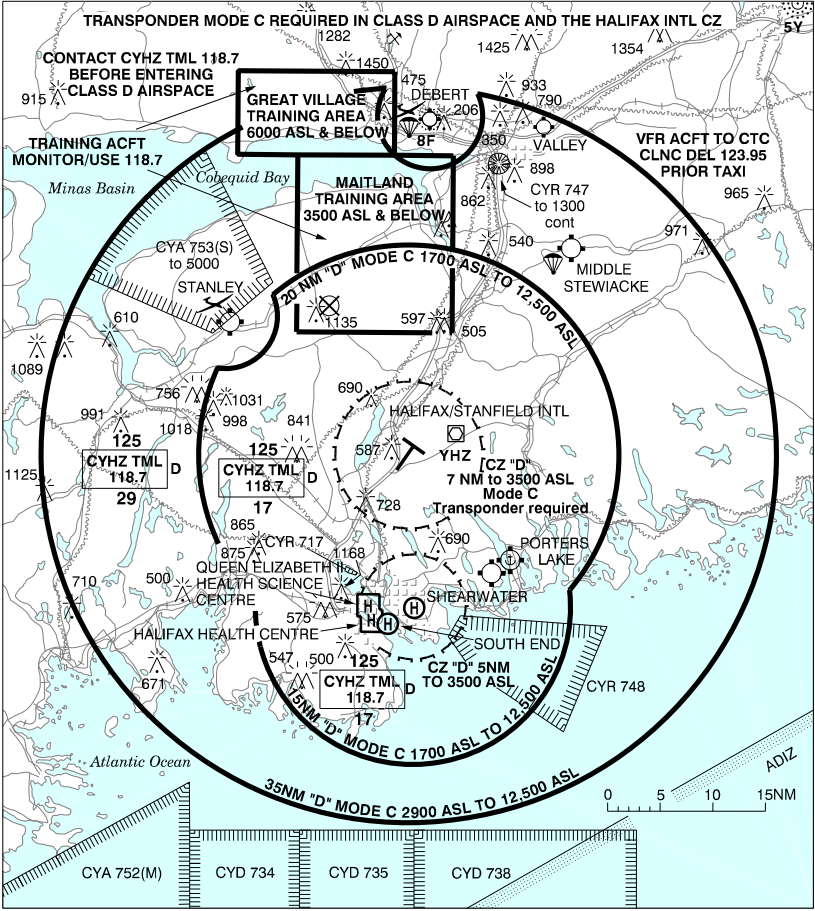 TRANSPONDER MODE C REQUIRED IN CLASS D AIRSPACE AND THE HALIFAX INTL CZ
5Y
1282
1425
1354
CONTACT CYHZ TML 118.7
BEFORE ENTERING
CLASS D AIRSPACE
1450
475
933
915
DEBERT
790
GREAT VILLAGE
TRAINING AREA
6000 ASL & BELOW
206
8F
350
VALLEY
TRAINING ACFT
MONITOR/USE 118.7
VFR ACFT TO CTC
CLNC DEL 123.95
PRIOR TAXI
Minas Basin
Cobequid Bay
MAITLAND
TRAINING AREA
3500 ASL & BELOW
898
862
CYR 747
to 1300
cont
965
971
540
CYA 753(S)
to 5000
MIDDLE
STEWIACKE
STANLEY
20 NM "D" MODE C 1700 ASL TO 12,500 ASL
610
1135
597
505
1089
756
1031
998
1018
690
991
841
HALIFAX/STANFIELD INTL
YHZ
587
125
CYHZ TML
118.7
D
29
125
CYHZ TML
118.7
D
17
CZ "D"
7 NM to 3500 ASL
Mode C
Transponder required
1125
728
865
875
CYR 717
1168
690
PORTERS
LAKE
QUEEN ELIZABETH II
HEALTH SCIENCE
CENTRE
710
500
575
SHEARWATER
H
H
H
H
HALIFAX HEALTH CENTRE
SOUTH END
547
500
671
125
CYHZ TML
118.7
D
17
CZ "D" 5NM
TO 3500 ASL
CYR 748
15NM "D" MODE C 1700 ASL TO 12,500 ASL
Atlantic Ocean
35NM "D" MODE C 2900 ASL TO 12,500 ASL
ADIZ
0
5
10
15NM
CYA 752(M)
CYD 734
CYD 735
CYD 738